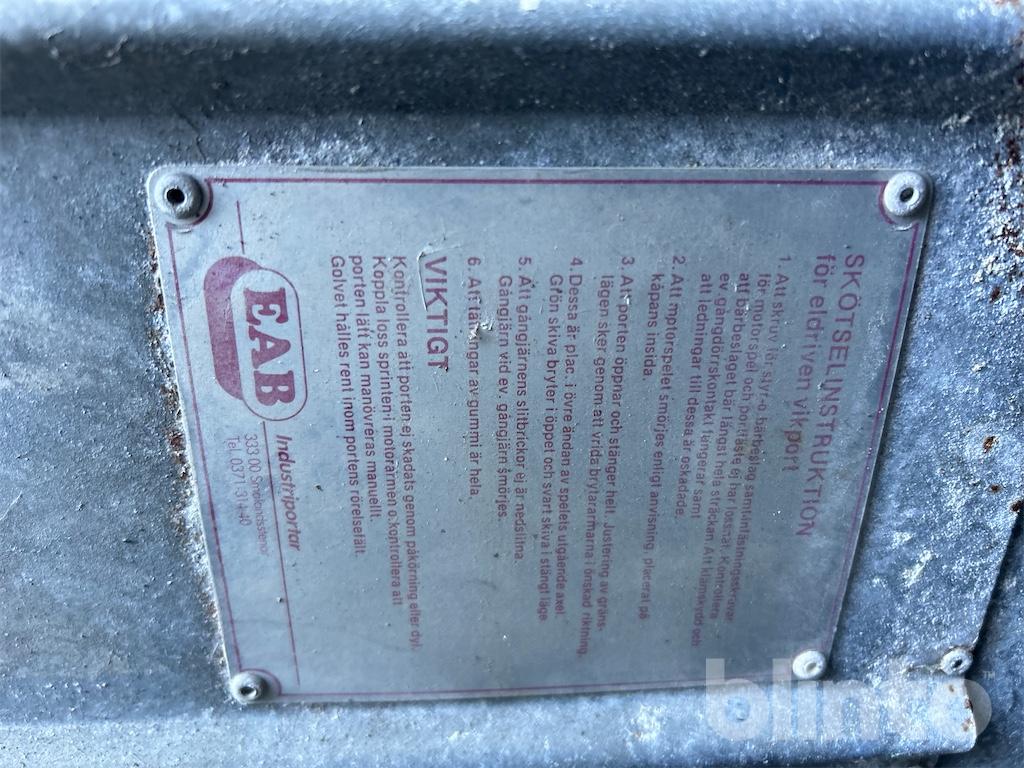 SKÖTSELINSTRUKTION
för eldriven vikport
1. Att skruv för styr- o. bärbeslag samt infästningsskruvar
för motorspel och portfäste ej har lossnat. Kontrollera
att bärbeslaget bär längst hela sträckan. Att klämskydd och
ev gångdörrskontakt fungerar samt
att ledningar till dessa är oskadade.
2. Att motorspelet smörjes enligt anvisning, placerat på
kåpans insida.
3. Att porten öppnar och stänger helt. Justering av gräns-
lägen sker genom att vrida brytararmarna i önskad riktning.
4. Dessa är plac. i övre ändan av spelets utgående axel.
Grön skiva bryter i öppet och svart skiva i stängt läge.
5. Att gångjärnens slitbrickor ej är nedslitna.
Gångjärn vid ev. gångjärn smörjes.
6. Att tätningar av gummi är hela.
VIKTIGT
Kontrollera att porten ej skadats genom påkörning eller dyl.
Koppla loss sprinten i motorarmen o. kontrollera att
porten lätt kan manövreras manuellt.
Golvet hålles rent inom portens rörelsefält.
EAB
Industriportar
333 00 Smålandsstenar
Tel. 0371-314 40
blinto